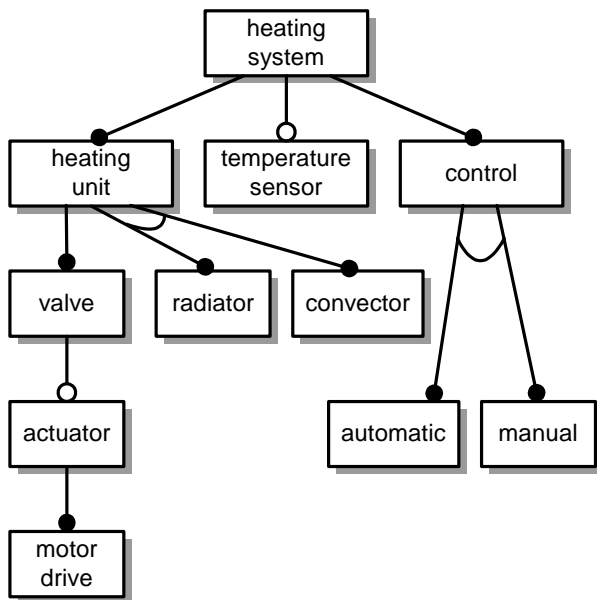 heating
system
heating
unit
temperature
sensor
control
valve
radiator
convector
actuator
automatic
manual
motor
drive